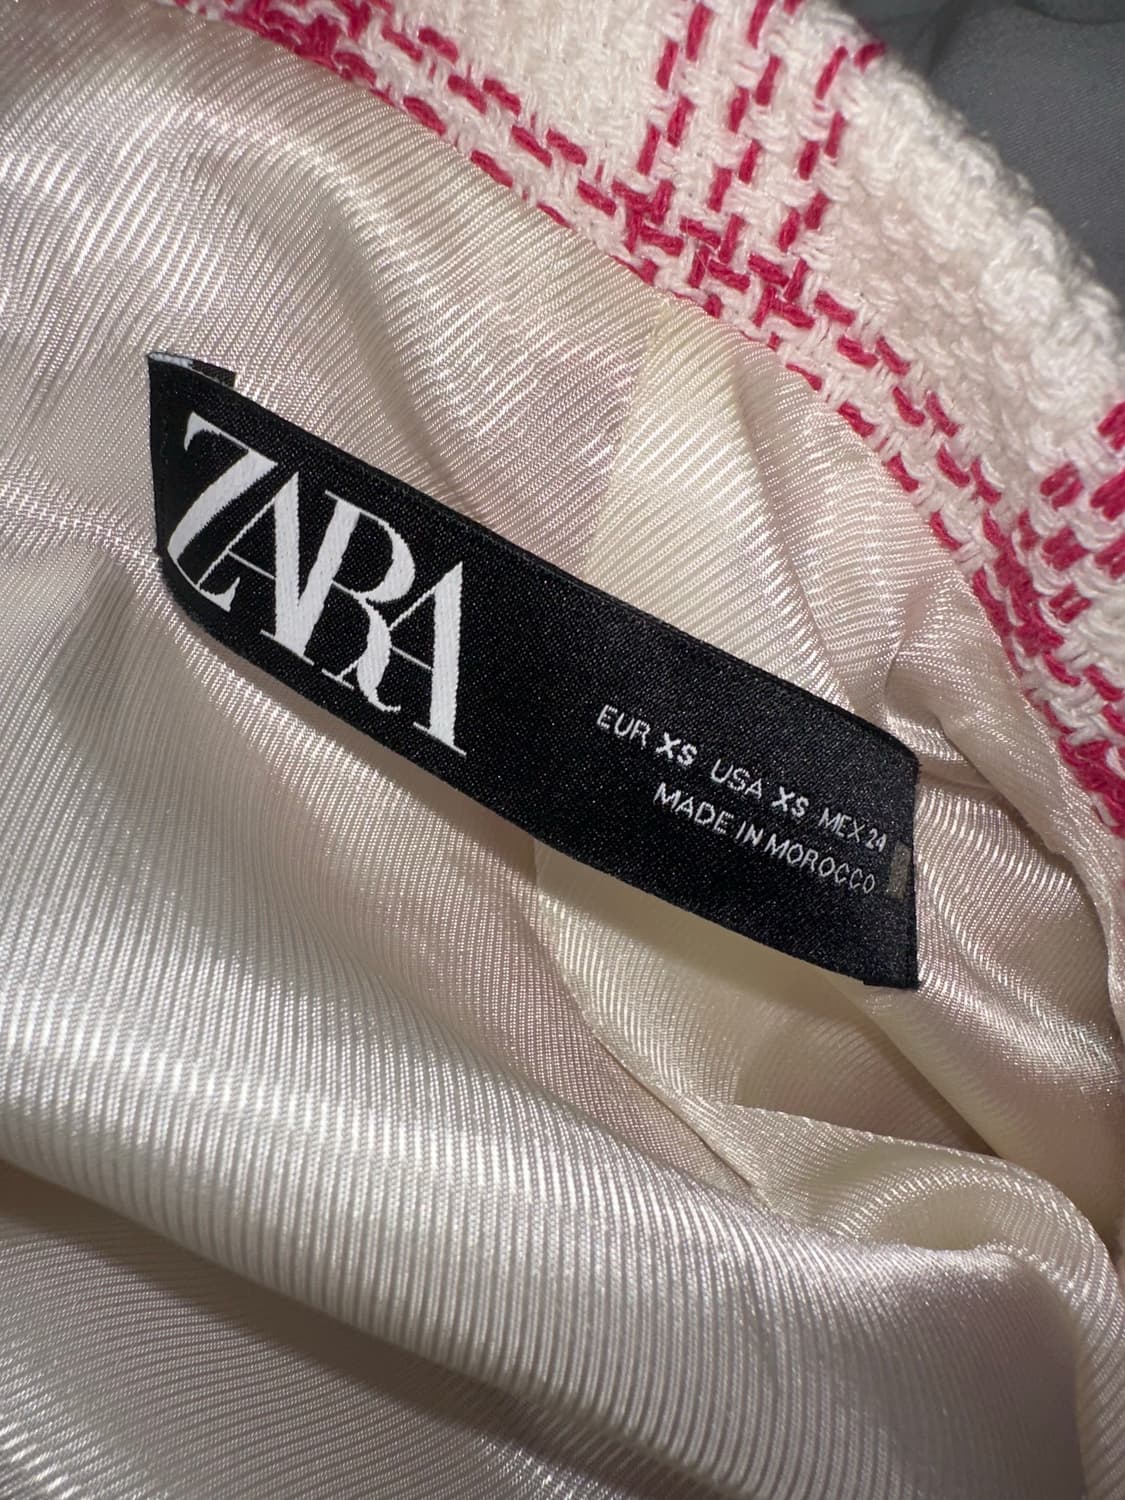 ZARA
EUR XS USA XS MEX 24
MADE IN MOROCCO